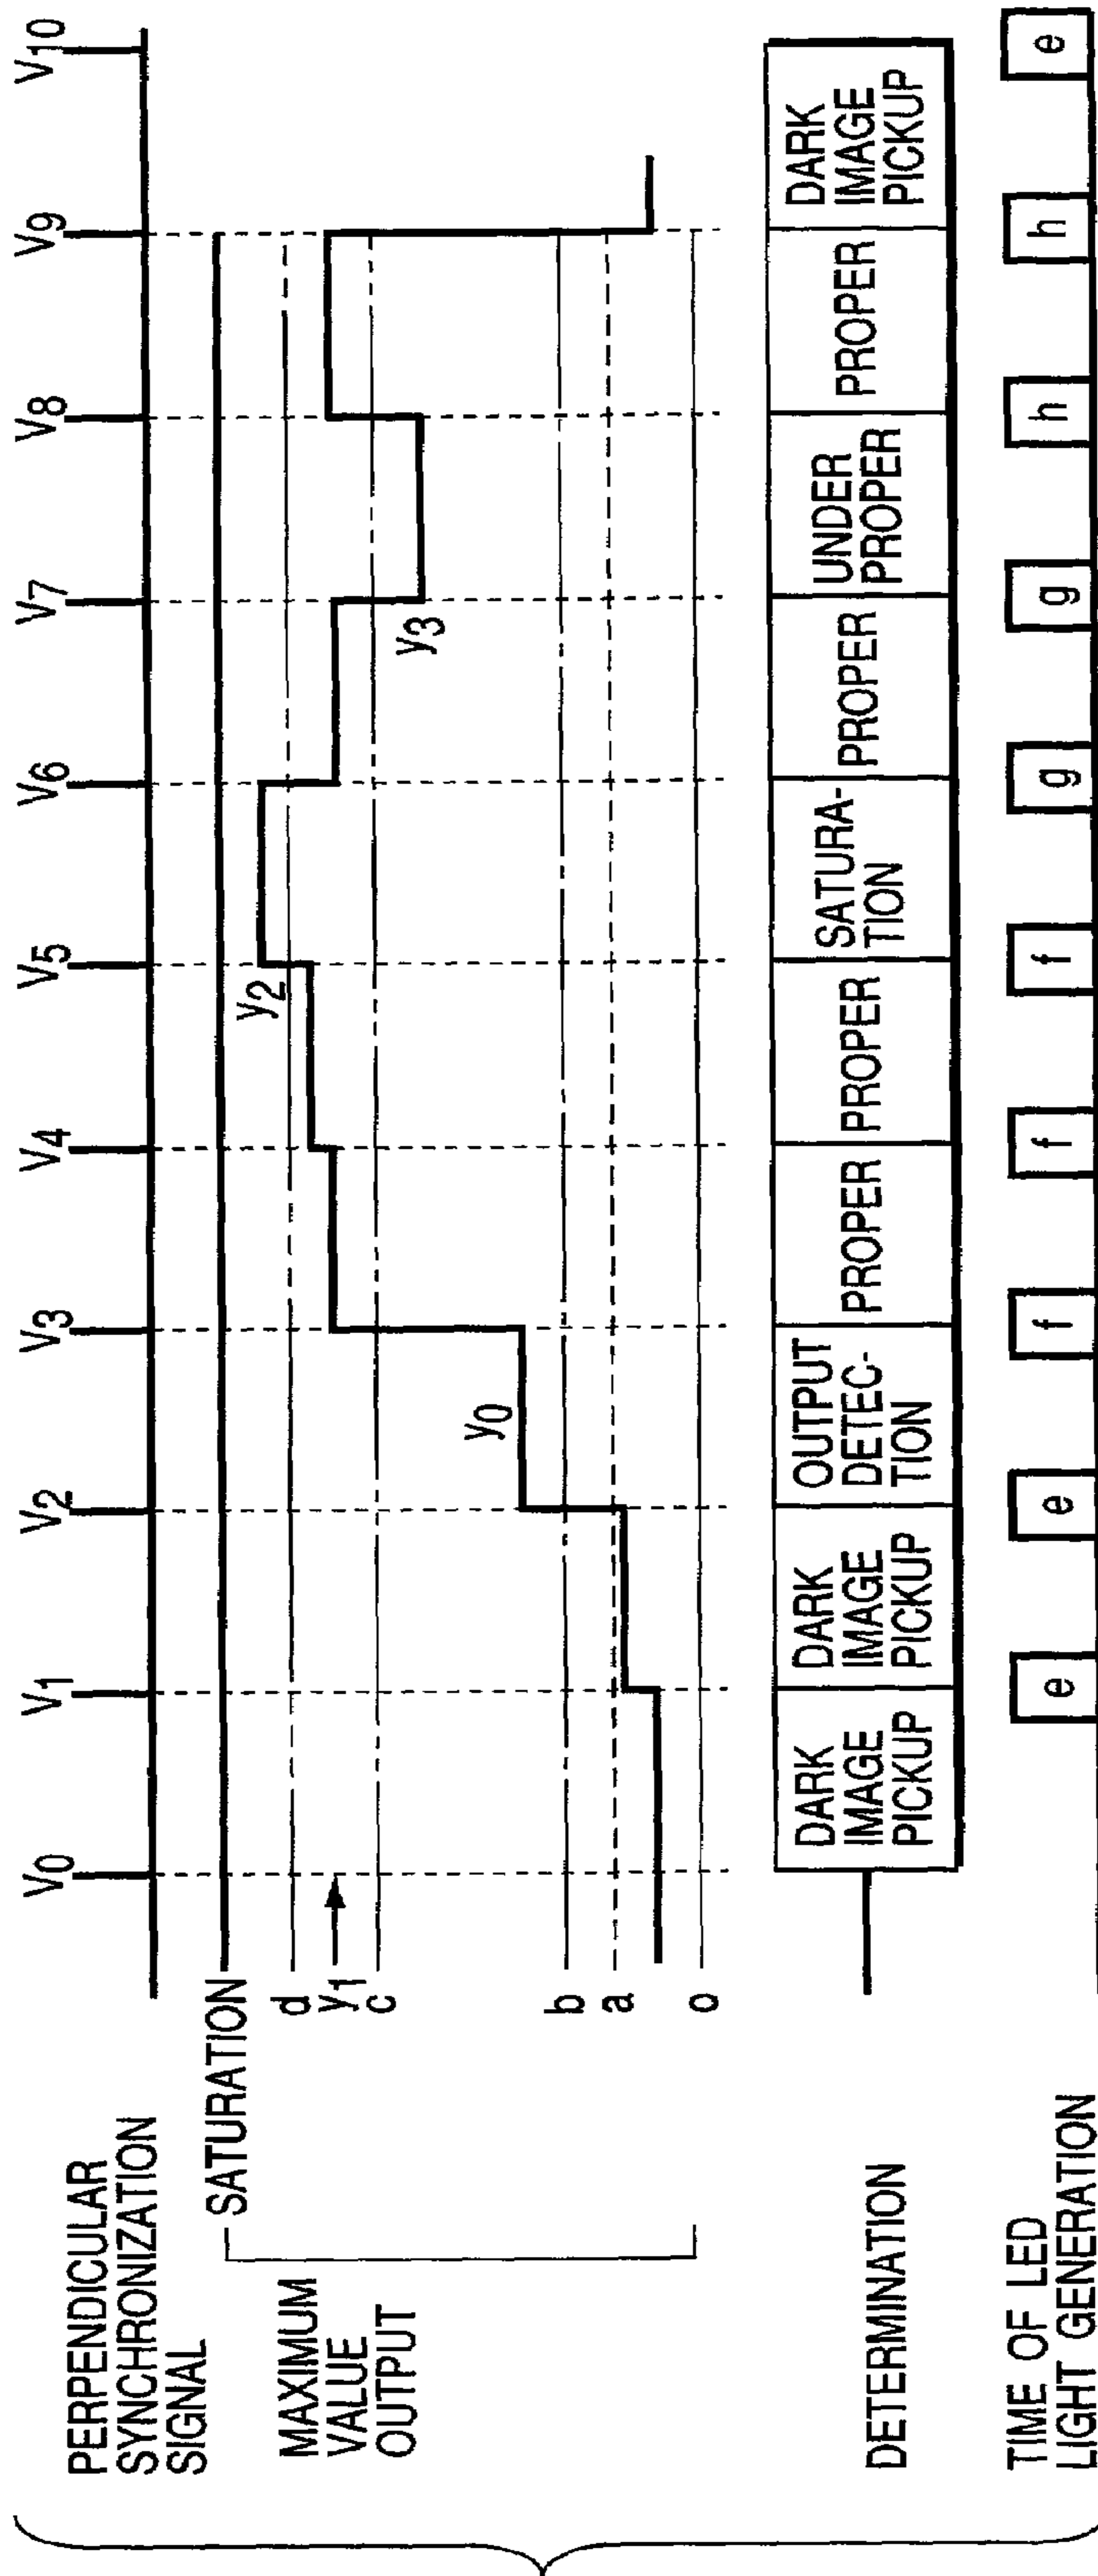 PERPENDICULAR
SYNCHRONIZATION
SIGNAL
V0 V1 V2 V3 V4 V5 V6 V7 V8 V9 V10
MAXIMUM
VALUE
OUTPUT
SATURATION
d
y1
c
b
a
o
y0
y2
y3
DETERMINATION
DARK
IMAGE
PICKUP
DARK
IMAGE
PICKUP
OUTPUT
DETEC-
TION
PROPER
PROPER
SATURA-
TION
PROPER
UNDER
PROPER
PROPER
DARK
IMAGE
PICKUP
TIME OF LED
LIGHT GENERATION
e e f f f g g h h e